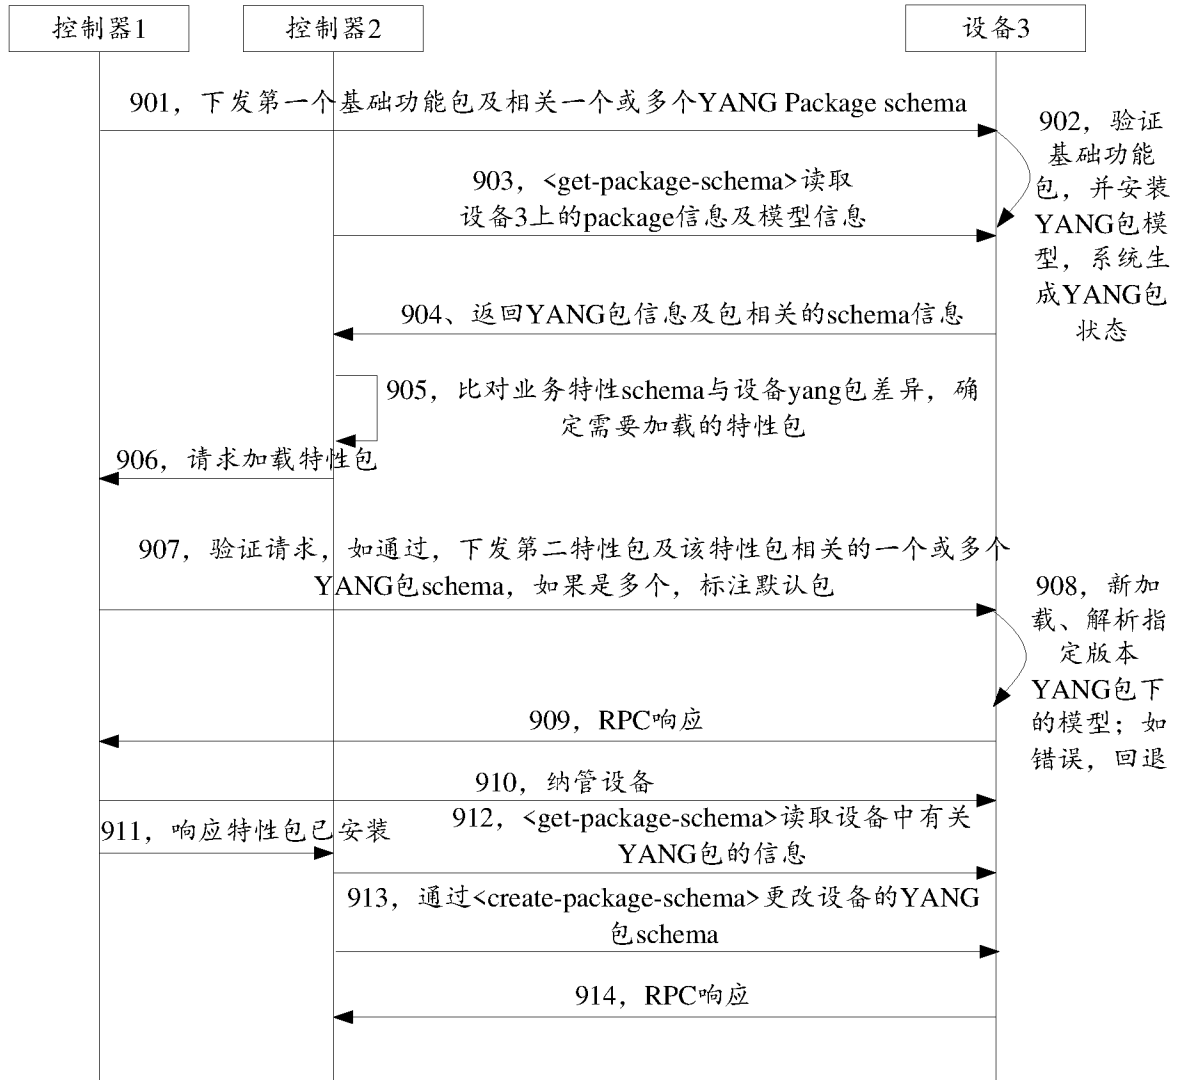 控制器1
控制器2
设备3
901，下发第一个基础功能包及相关一个或多个YANG Package schema
902，验证
基础功能
包，并安装
YANG包模
型，系统生
成YANG包
状态
903，<get-package-schema>读取
设备3上的package信息及模型信息
904、返回YANG包信息及包相关的schema信息
905，比对业务特性schema与设备yang包差异，确
定需要加载的特性包
906，请求加载特性包
907，验证请求，如通过，下发第二特性包及该特性包相关的一个或多个
YANG包schema，如果是多个，标注默认包
908，新加
载、解析指
定版本
YANG包下
的模型；如
错误，回退
909，RPC响应
910，纳管设备
911，响应特性包已安装
912，<get-package-schema>读取设备中有关
YANG包的信息
913，通过<create-package-schema>更改设备的YANG
包schema
914，RPC响应